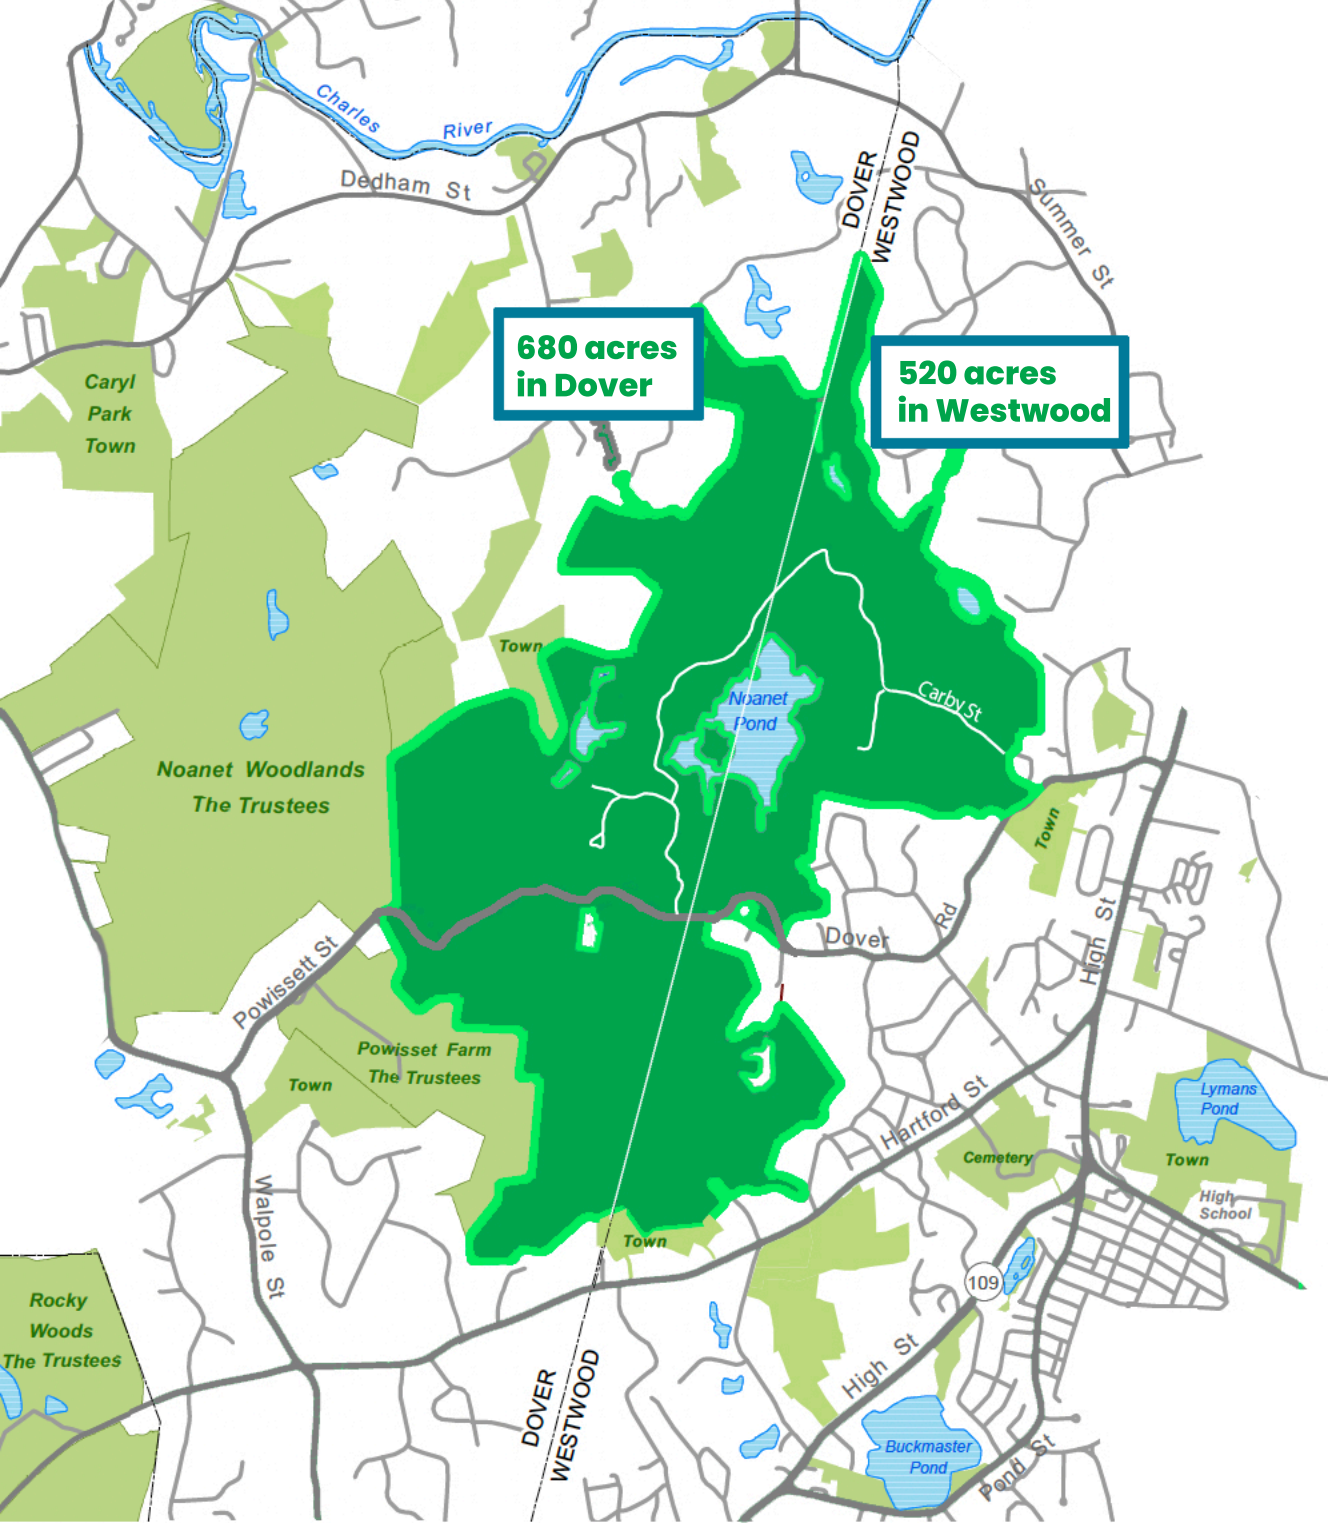 Charles
River
Dedham St
DOVER
WESTWOOD
Summer St
680 acres
in Dover
520 acres
in Westwood
Caryl
Park
Town
Town
Noanet
Pond
Carby St
Noanet Woodlands
The Trustees
Town
Dover Rd
High St
Powissett St
Powisset Farm
The Trustees
Town
Hartford St
Lymans
Pond
Cemetery
Town
High
School
Walpole St
Town
109
Rocky
Woods
The Trustees
DOVER
WESTWOOD
High St
Buckmaster
Pond
Pond St